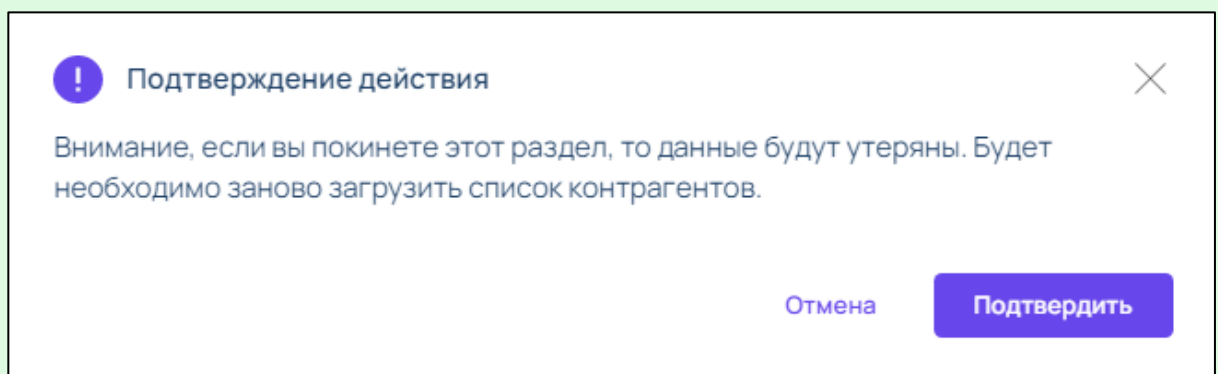 Подтверждение действия
Внимание, если вы покинете этот раздел, то данные будут утеряны. Будет
необходимо заново загрузить список контрагентов.
Отмена
Подтвердить